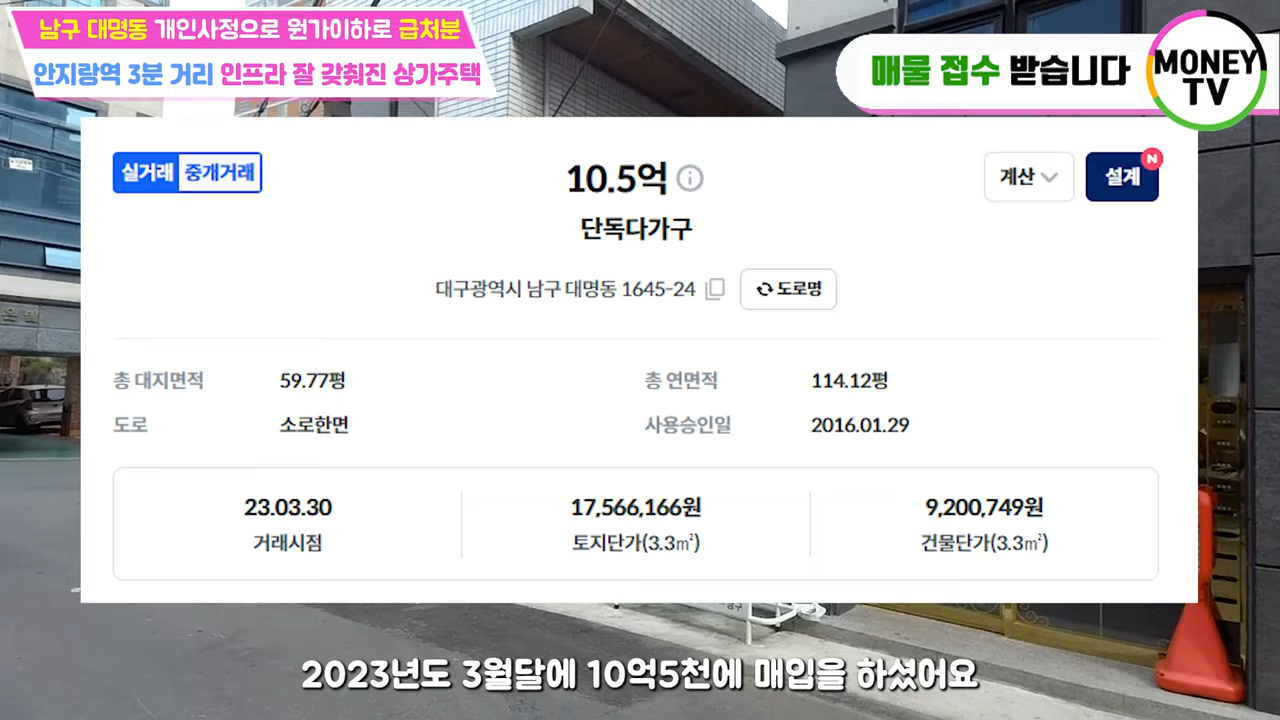 남구 대명동 개인사정으로 원가이하로 급처분
안지랑역 3분 거리 인프라 잘 갖춰진 상가주택
매물 접수 받습니다
MONEY
TV
실거래 중개거래
10.5억
계산
설계
N
단독다가구
대구광역시 남구 대명동 1645-24
도로명
총 대지면적 59.77평
총 연면적 114.12평
도로 소로한면
사용승인일 2016.01.29
23.03.30
거래시점
17,566,166원
토지단가(3.3㎡)
9,200,749원
건물단가(3.3㎡)
2023년도 3월달에 10억5천에 매입을 하셨어요